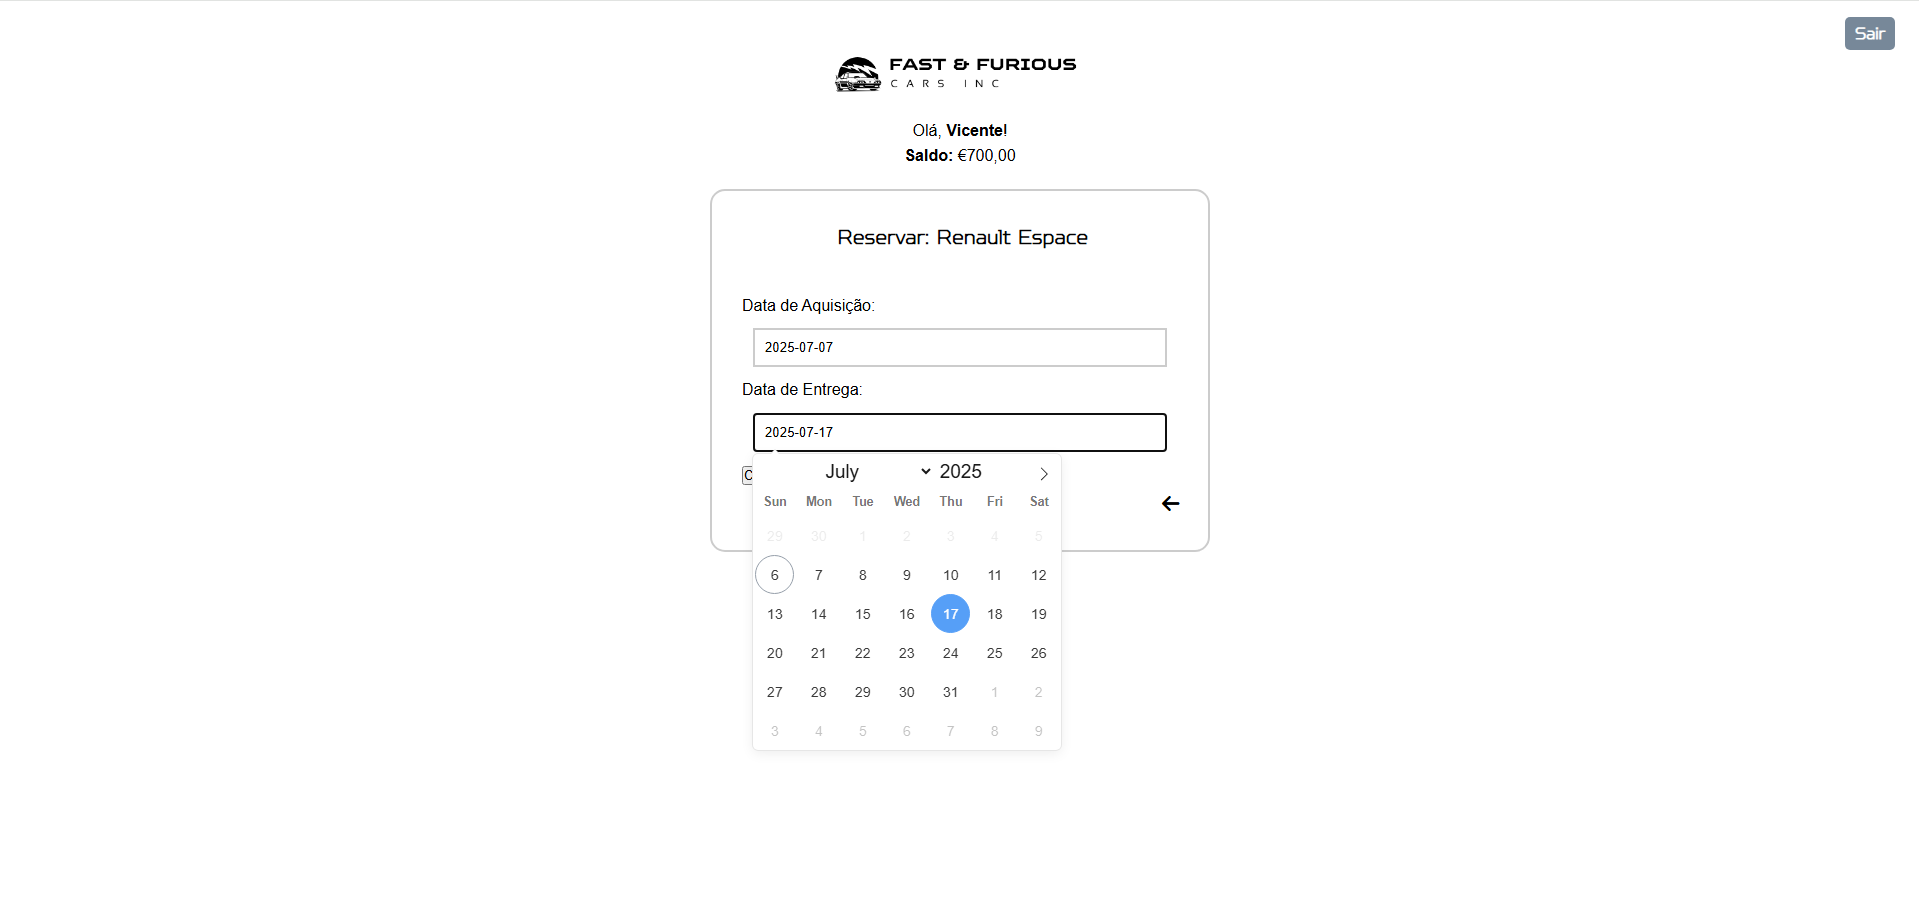 Sair
FAST & FURIOUS
CARS INC
Olá, Vicente!
Saldo: €700,00
Reservar: Renault Espace
Data de Aquisição:
2025-07-07
Data de Entrega:
2025-07-17
July 2025
Sun Mon Tue Wed Thu Fri Sat
29 30 1 2 3 4 5
6 7 8 9 10 11 12
13 14 15 16 17 18 19
20 21 22 23 24 25 26
27 28 29 30 31 1 2
3 4 5 6 7 8 9